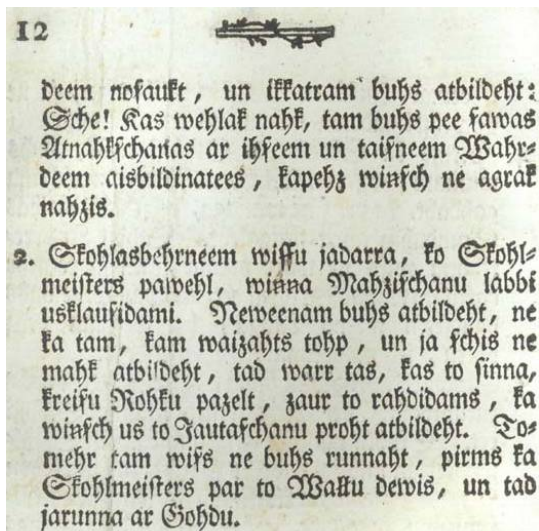 12
deem noſaukt, un ikkatram buhs atbildeht:
Sche! Kas wehlak nahk, tam buhs pee ſawas
Atnahkſchanas ar ihſeem un taiſneem Wahr-
deem aisbildinatees, kapehz winſch ne agrak
nahzis.
2. Skohlasbehrneem wiſſu jadarra, ko Skohl-
meiſters pawehl, winna Mahziſchanu labbi
usklauſidami. Neweenam buhs atbildeht, ne
ka tam, kam waizahts tohp, un ja ſchis ne
mahk atbildeht, tad warr tas, kas to ſinna,
kreiſu Rohku pazelt, zaur to rahdidams, ka
winſch us to Jautaſchanu proht atbildeht. To-
mehr tam wiſs ne buhs runnaht, pirms ka
Skohlmeiſters par to Wallu dewis, un tad
jarunna ar Gohdu.